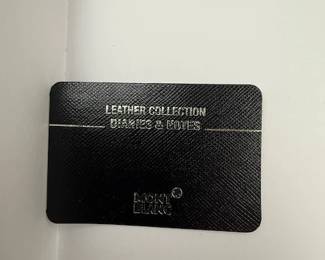 LEATHER COLLECTION
DIARIES & NOTES
MONT
BLANC